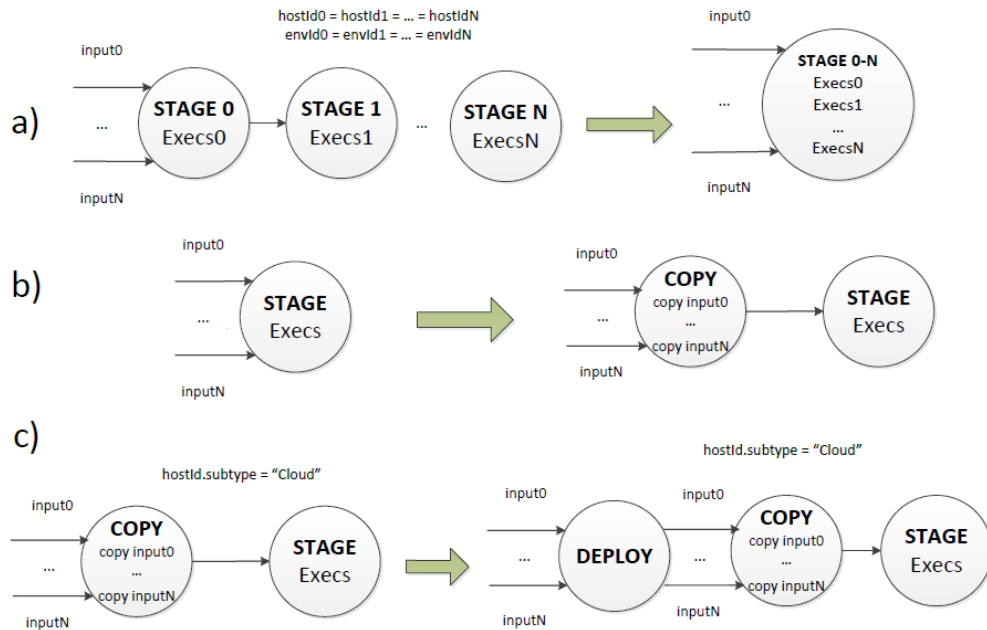 hostId0 = hostId1 = ... = hostIdN
envId0 = envId1 = ... = envIdN
a)
input0
...
inputN
STAGE 0
Execs0
STAGE 1
Execs1
...
STAGE N
ExecsN
input0
...
inputN
STAGE 0-N
Execs0
Execs1
...
ExecsN
b)
input0
...
inputN
STAGE
Execs
input0
...
inputN
COPY
copy input0
...
copy inputN
STAGE
Execs
c)
hostId.subtype = “Cloud”
input0
...
inputN
COPY
copy input0
...
copy inputN
STAGE
Execs
hostId.subtype = “Cloud”
input0
...
inputN
DEPLOY
input0
...
inputN
COPY
copy input0
...
copy inputN
STAGE
Execs